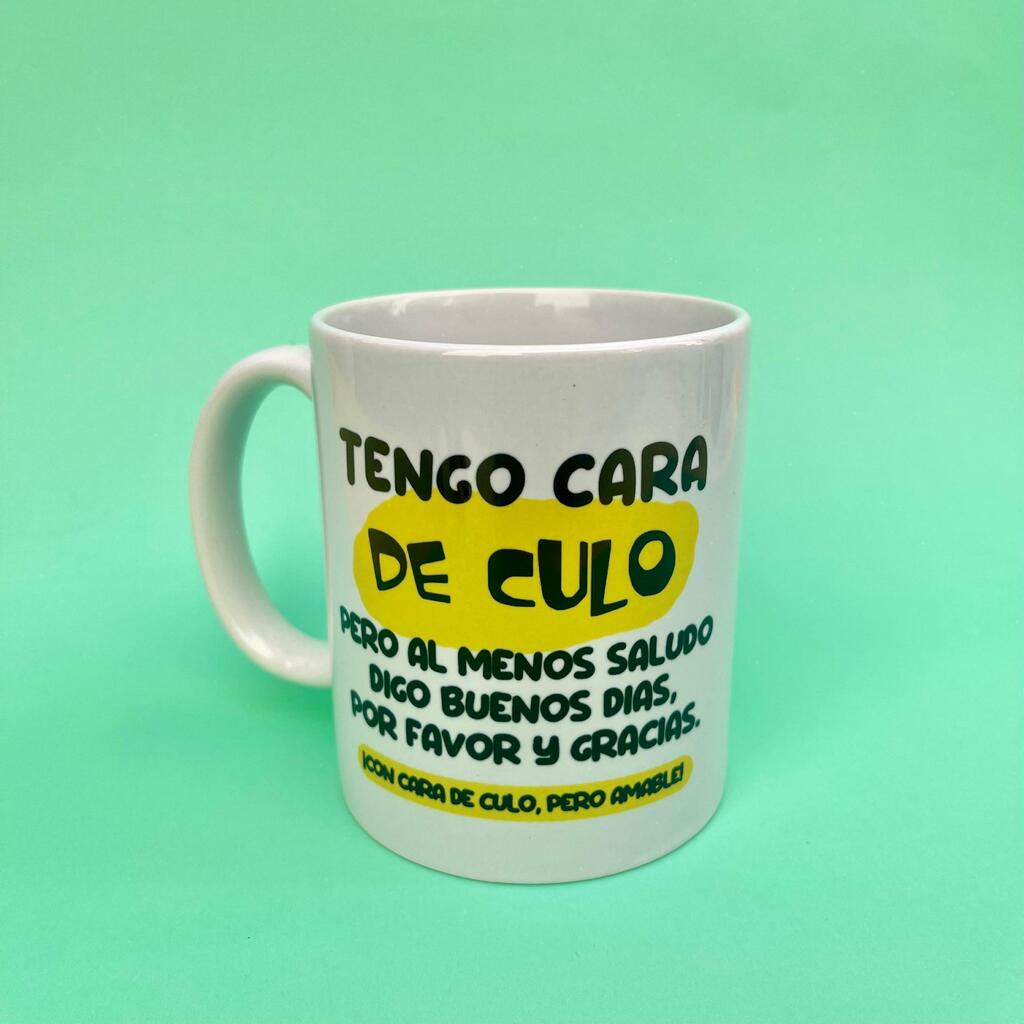 TENGO CARA
DE CULO
PERO AL MENOS SALUDO
DIGO BUENOS DIAS,
POR FAVOR Y GRACIAS.
¡CON CARA DE CULO, PERO AMABLE!